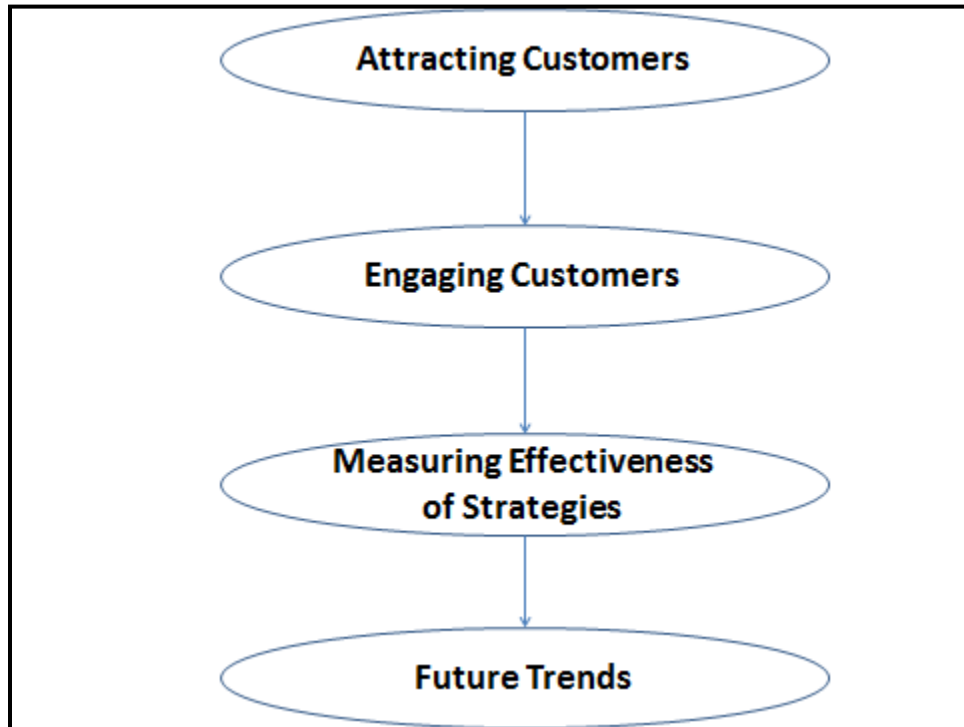 Attracting Customers
Engaging Customers
Measuring Effectiveness
of Strategies
Future Trends